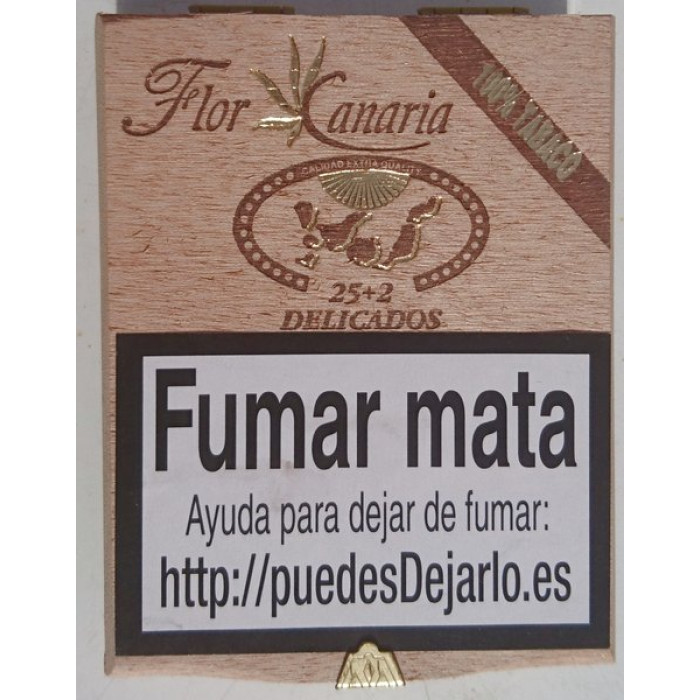 Flor Canaria
100% TABACO
CALIDAD EXTRA QUALITY
25+2
DELICADOS
Fumar mata
Ayuda para dejar de fumar:
http://puedesDejarlo.es